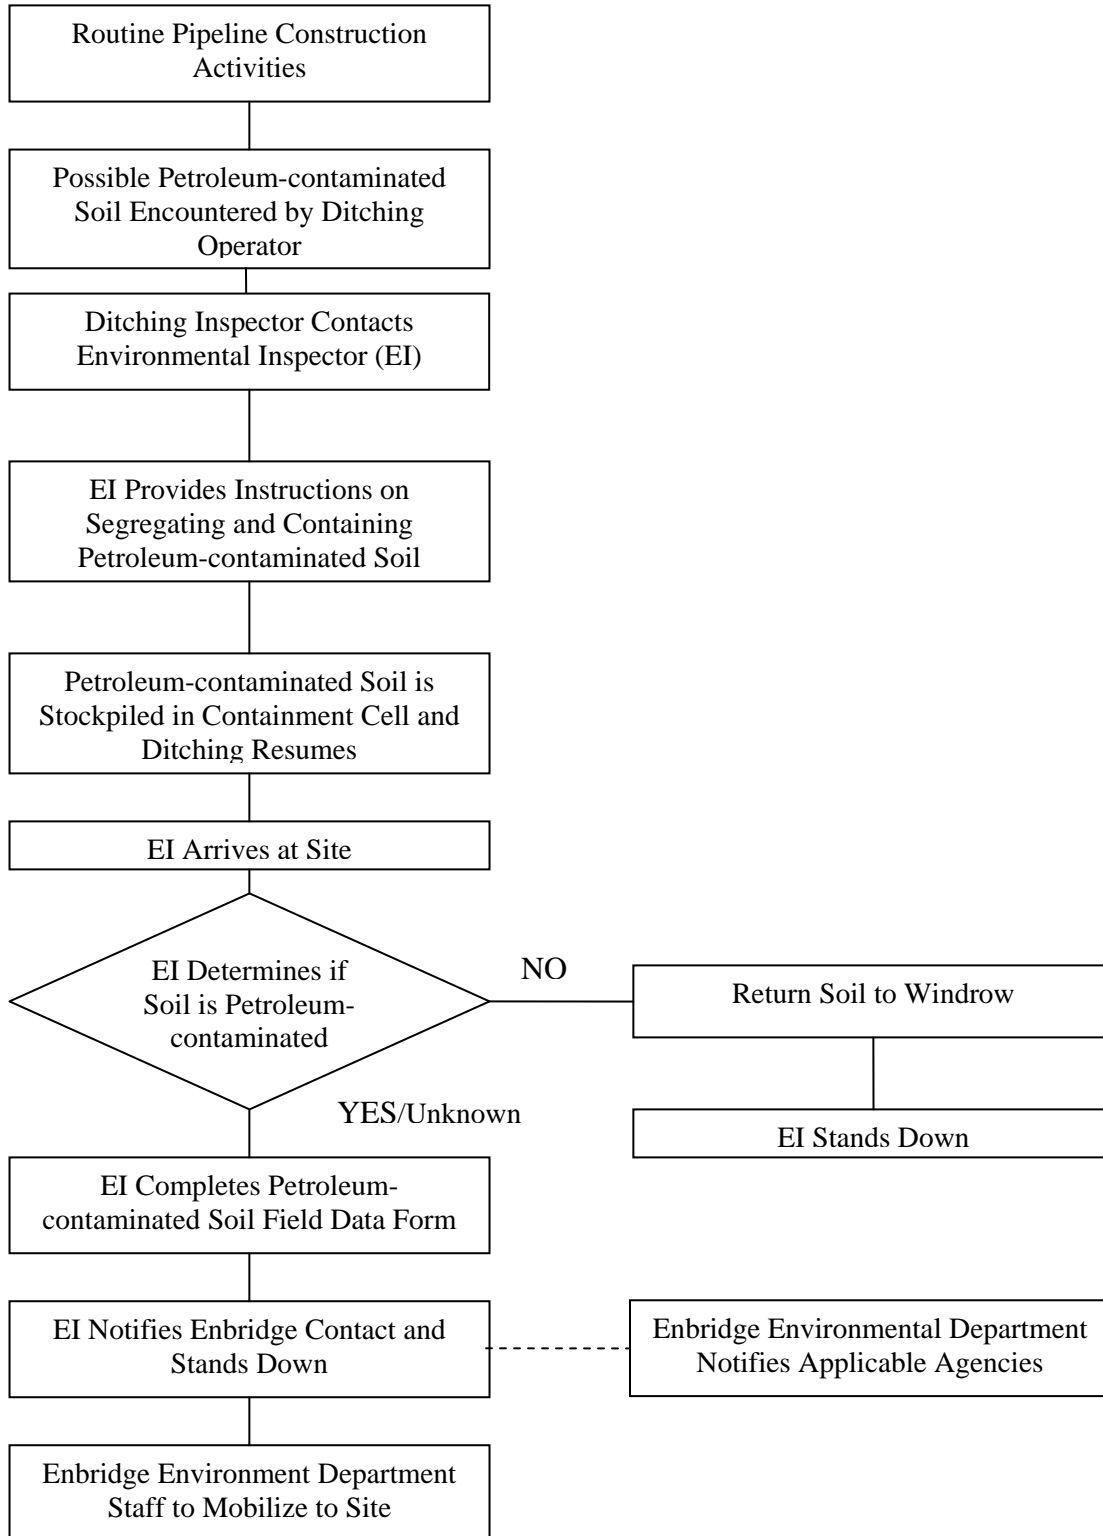 Routine Pipeline Construction
Activities
Possible Petroleum-contaminated
Soil Encountered by Ditching
Operator
Ditching Inspector Contacts
Environmental Inspector (EI)
EI Provides Instructions on
Segregating and Containing
Petroleum-contaminated Soil
Petroleum-contaminated Soil is
Stockpiled in Containment Cell and
Ditching Resumes
EI Arrives at Site
EI Determines if
Soil is Petroleum-
contaminated
NO
Return Soil to Windrow
EI Stands Down
YES/Unknown
EI Completes Petroleum-
contaminated Soil Field Data Form
EI Notifies Enbridge Contact and
Stands Down
Enbridge Environmental Department
Notifies Applicable Agencies
Enbridge Environment Department
Staff to Mobilize to Site